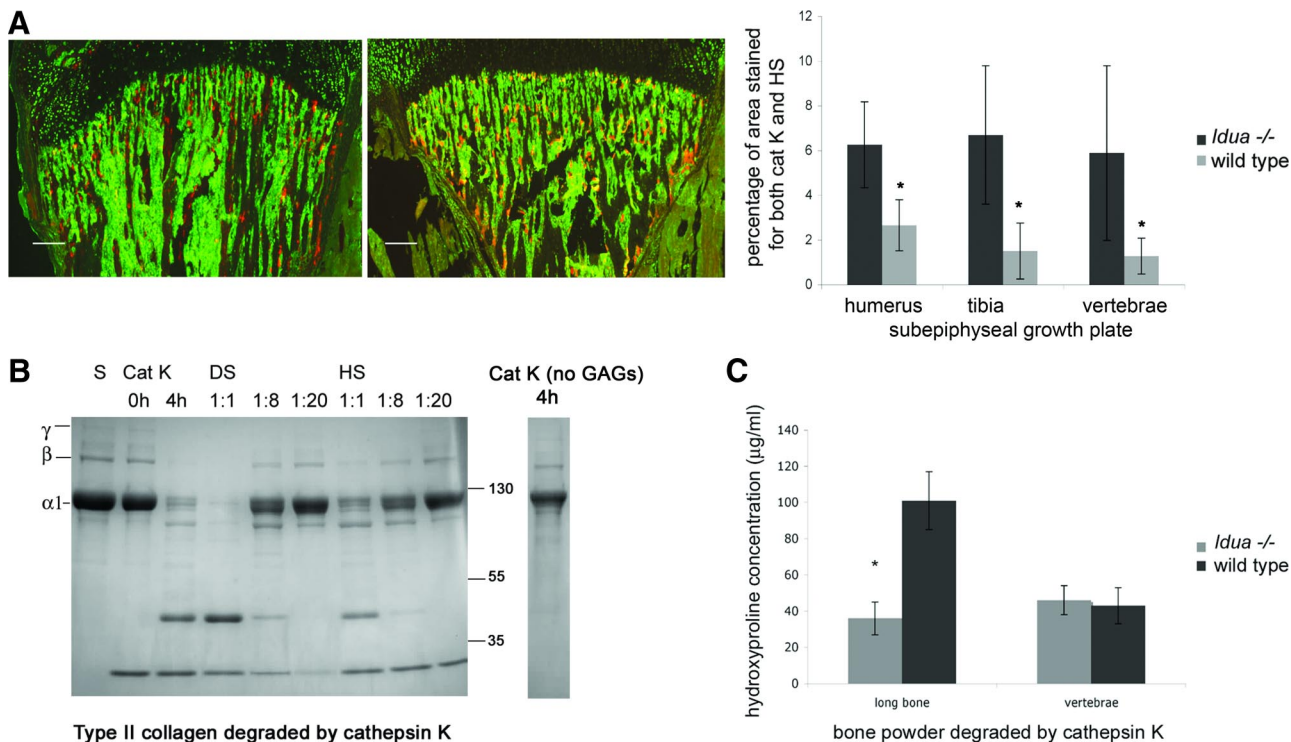 A
percentage of area stained
for both cat K and HS
12
10
8
6
4
2
0
*
*
*
humerus tibia vertebrae
subepiphyseal growth plate
Idua -/-
wild type
B
S Cat K DS HS
0h 4h 1:1 1:8 1:20 1:1 1:8 1:20
Cat K (no GAGs)
4h
γ
β
α1
130
55
35
Type II collagen degraded by cathepsin K
C
hydroxyproline concentration (µg/ml)
140
120
100
80
60
40
20
0
*
long bone vertebrae
bone powder degraded by cathepsin K
Idua -/-
wild type